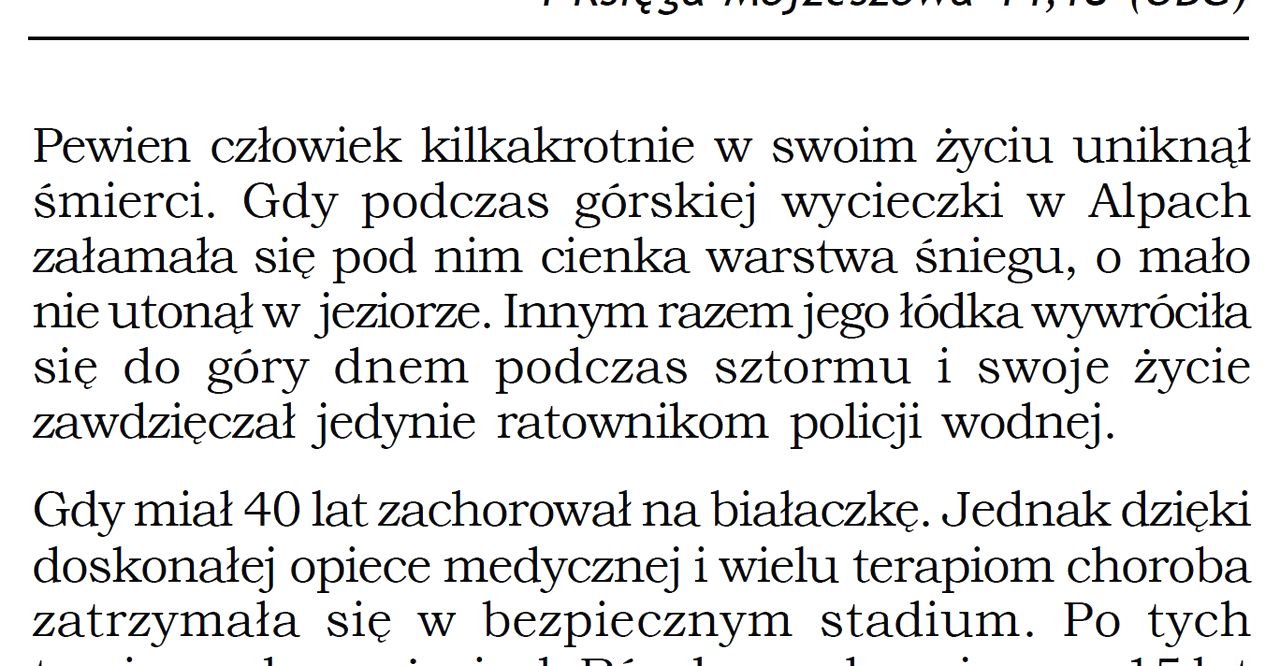 Pewien człowiek kilkakrotnie w swoim życiu uniknął
śmierci. Gdy podczas górskiej wycieczki w Alpach
załamała się pod nim cienka warstwa śniegu, o mało
nie utonął w jeziorze. Innym razem jego łódka wywróciła
się do góry dnem podczas sztormu i swoje życie
zawdzięczał jedynie ratownikom policji wodnej.
Gdy miał 40 lat zachorował na białaczkę. Jednak dzięki
doskonałej opiece medycznej i wielu terapiom choroba
zatrzymała się w bezpiecznym stadium. Po tych